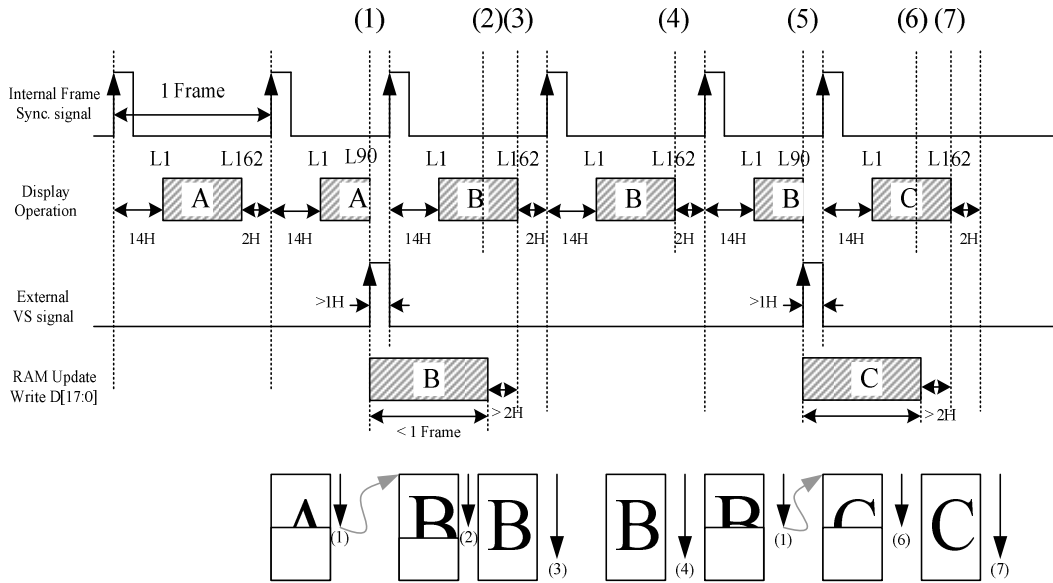 (1) (2)(3) (4) (5) (6) (7)
Internal Frame
Sync. signal
1 Frame
L1 L162 L1 L90 L1 L162 L1 L162 L1 L90 L1 L162
Display
Operation
A A B B B C
14H 2H 14H 14H 2H 14H 2H 14H 14H 2H
External
VS signal
>1H >1H
RAM Update
Write D[17:0]
B C
> 2H > 2H
< 1 Frame
A B B B B C C
(1) (2) (3) (4) (1) (6) (7)